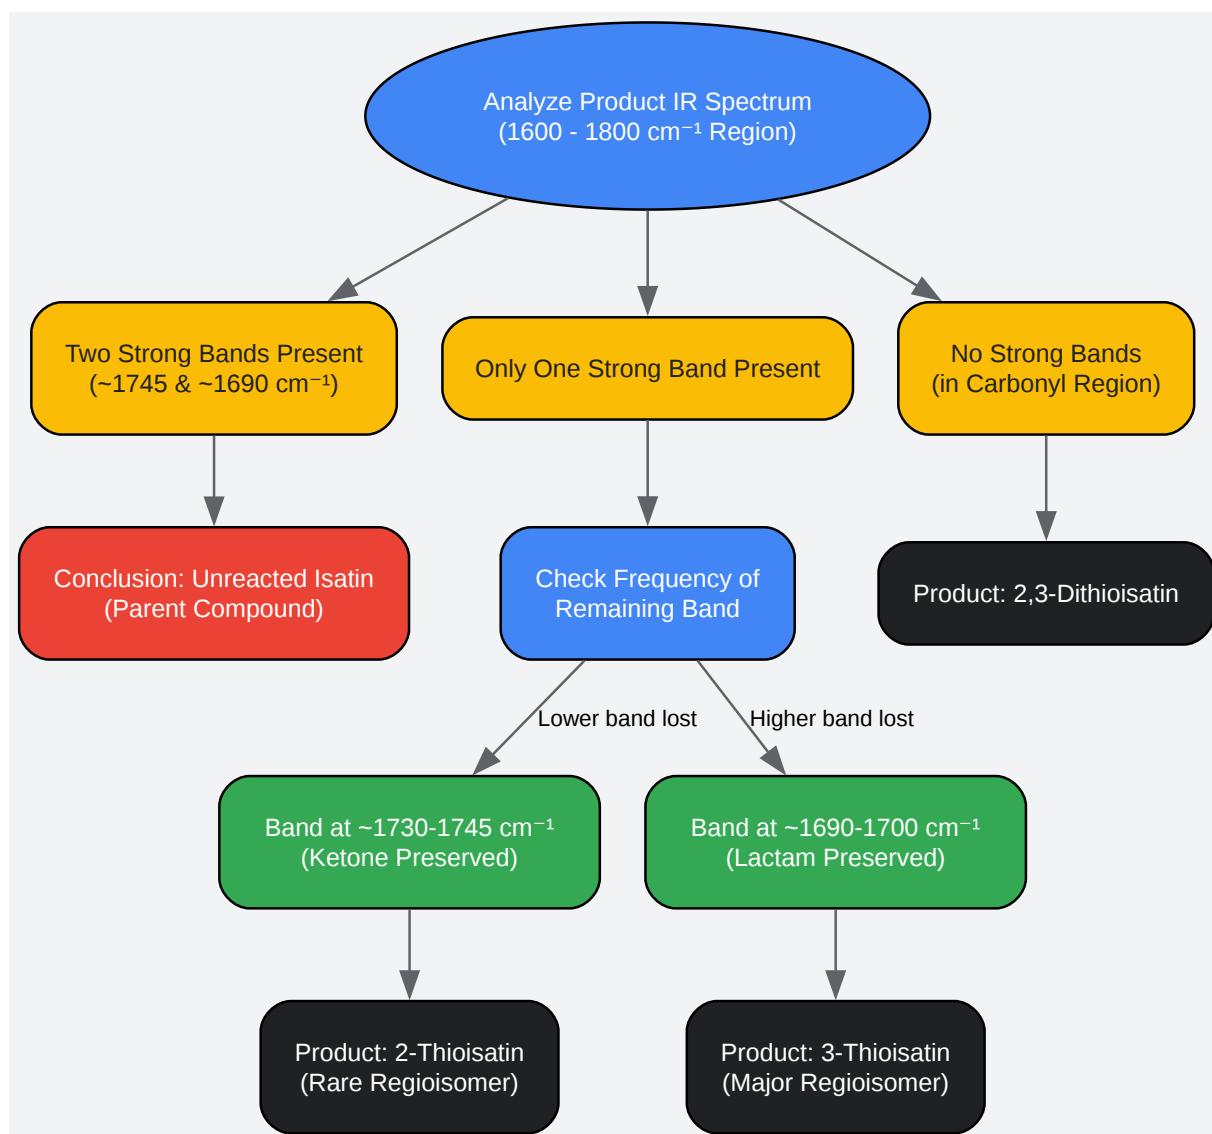 Analyze Product IR Spectrum
(1600 - 1800 cm⁻¹ Region)
Two Strong Bands Present
(~1745 & ~1690 cm⁻¹)
Only One Strong Band Present
No Strong Bands
(in Carbonyl Region)
Conclusion: Unreacted Isatin
(Parent Compound)
Check Frequency of
Remaining Band
Product: 2,3-Dithioisatin
Lower band lost
Higher band lost
Band at ~1730-1745 cm⁻¹
(Ketone Preserved)
Band at ~1690-1700 cm⁻¹
(Lactam Preserved)
Product: 2-Thioisatin
(Rare Regioisomer)
Product: 3-Thioisatin
(Major Regioisomer)